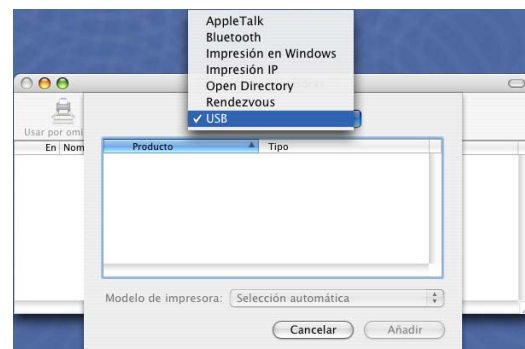 AppleTalk
Bluetooth
Impresión en Windows
Impresión IP
Open Directory
Rendezvous
✓ USB
Usar por omi
En Nom
Producto Tipo
Modelo de impresora: Selección automática
Cancelar Añadir